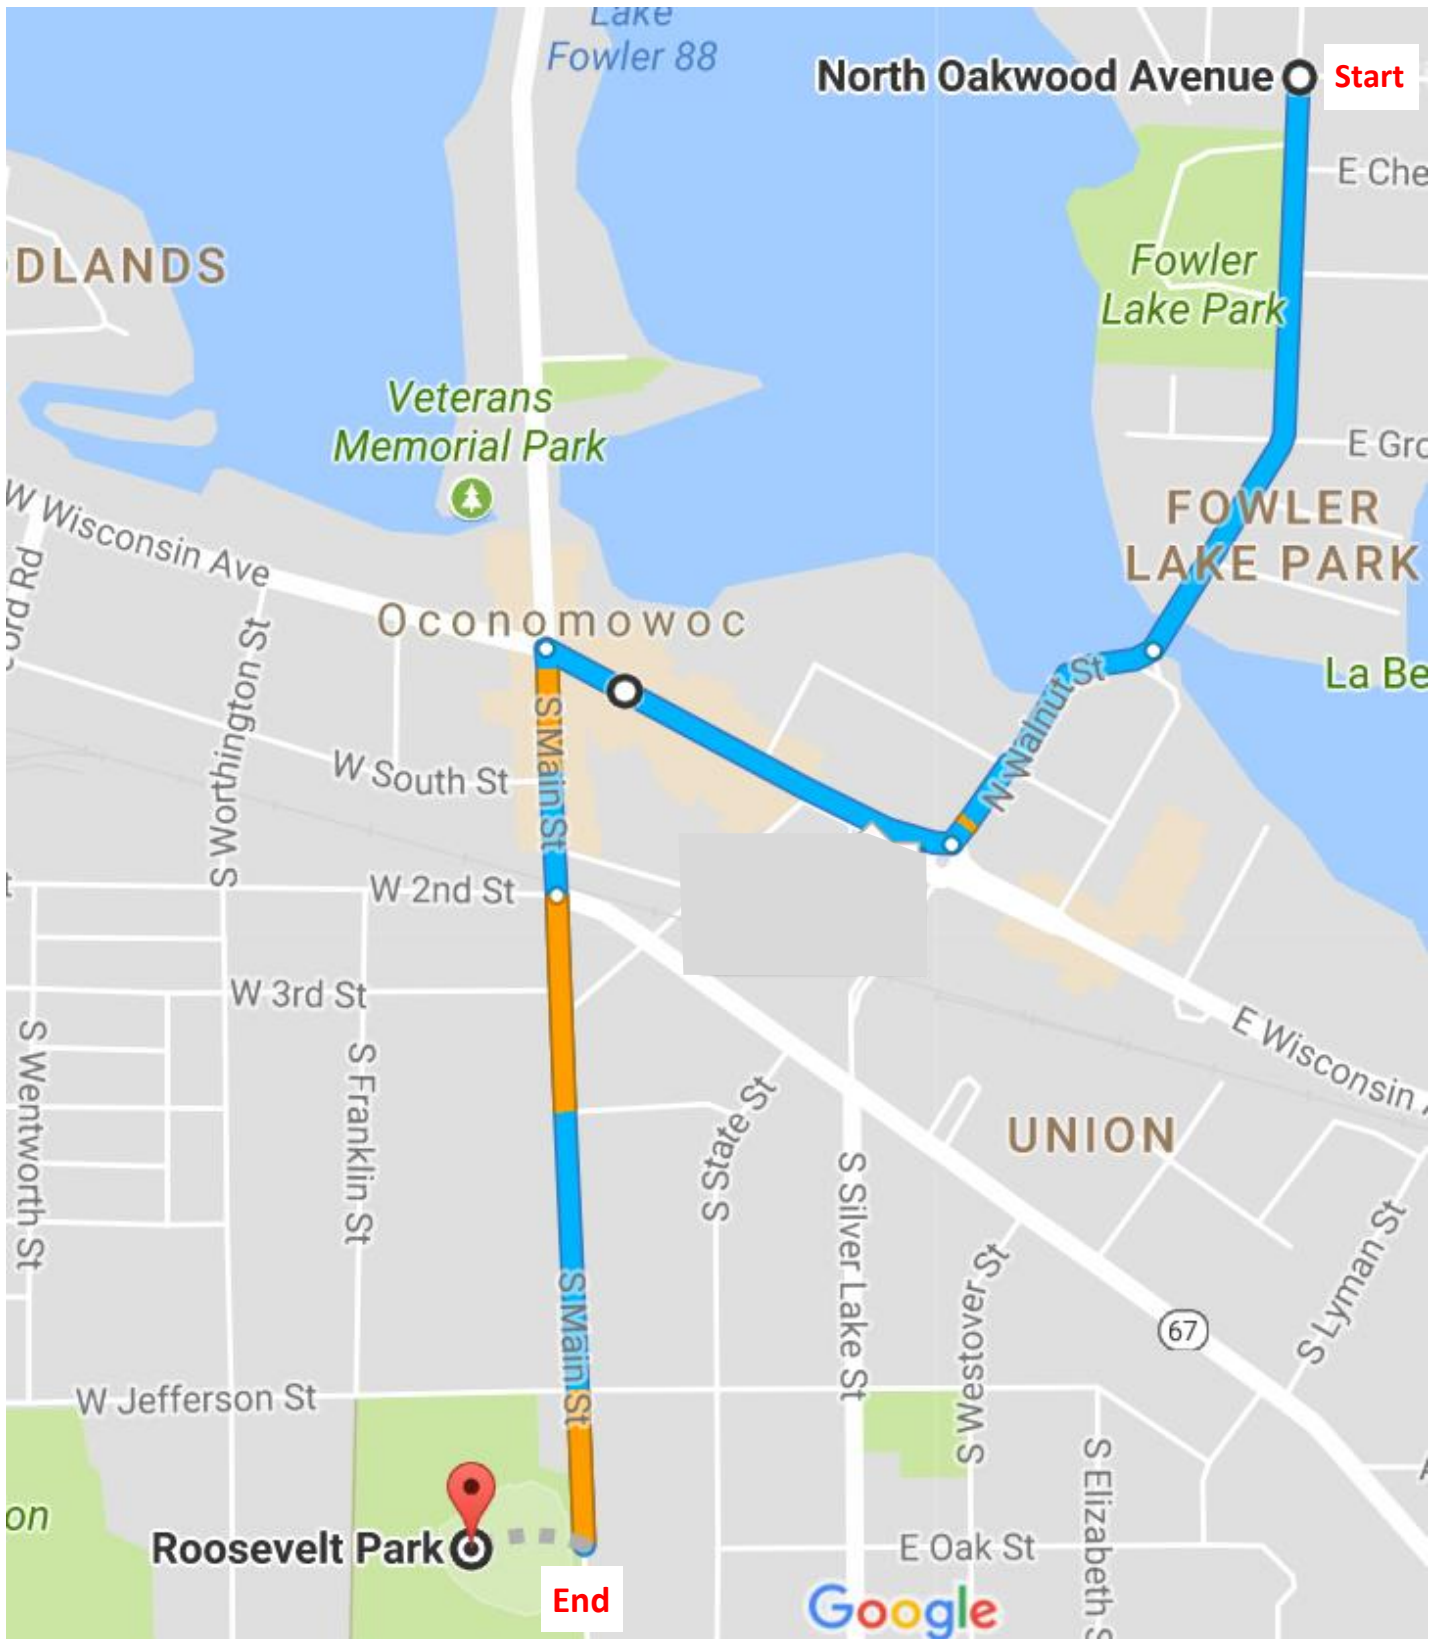 Lake
Fowler 88
North Oakwood Avenue
Start
E Che
DLANDS
Fowler
Lake Park
Veterans
Memorial Park
E Gro
W Wisconsin Ave
FOWLER
LAKE PARK
ord Rd
Oconomowoc
La Be
N Walnut St
S Worthington St
S Main St
W South St
W 2nd St
W 3rd St
E Wisconsin
S Wentworth St
S Franklin St
S State St
UNION
S Silver Lake St
S Westover St
S Lyman St
67
S Main St
W Jefferson St
S Elizabeth S
on
Roosevelt Park
E Oak St
End
Google